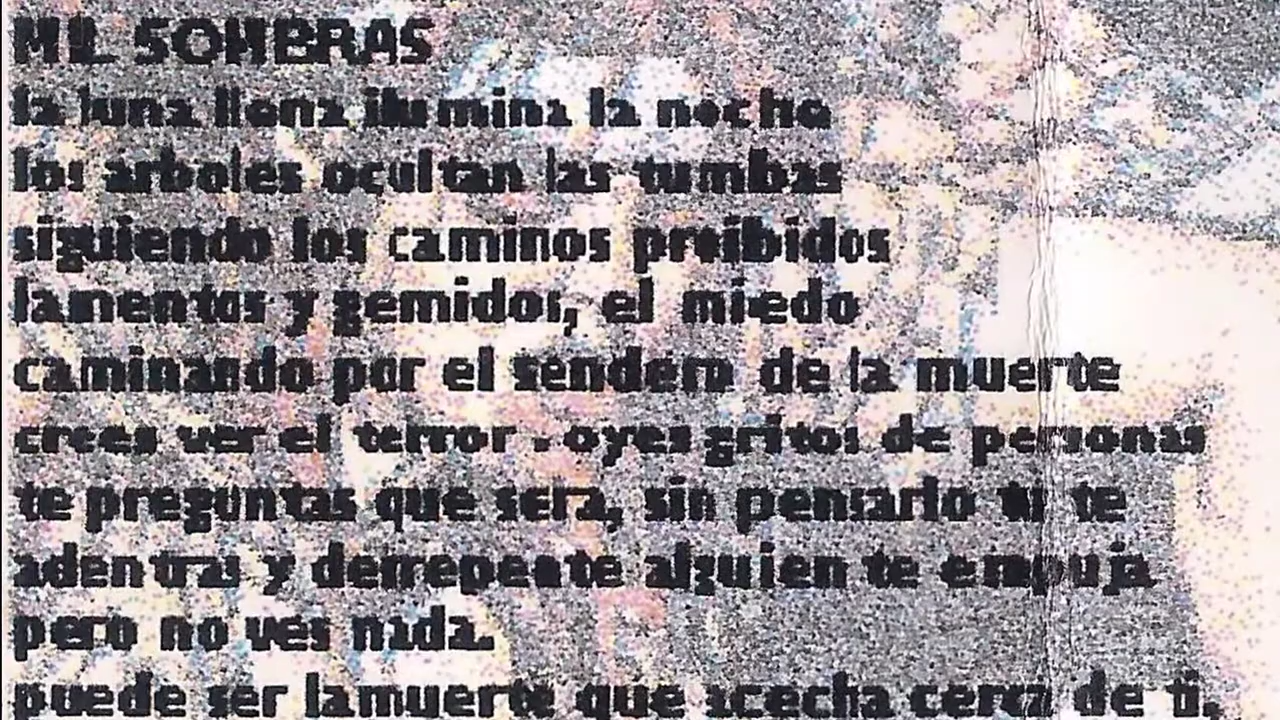 MIL SOMBRAS
la luna llena ilumina la noche
los arboles ocultan las tumbas
siguiendo los caminos proibidos
lamentos y gemidos, el miedo
caminando por el sendero de la muerte
crees ver el terror. oyes gritos de personas
te preguntas que sera, sin pensarlo tu te
adentras y derrepente alguien te empuja
pero no ves nada.
puede ser lamuerte que acecha cerca de ti.